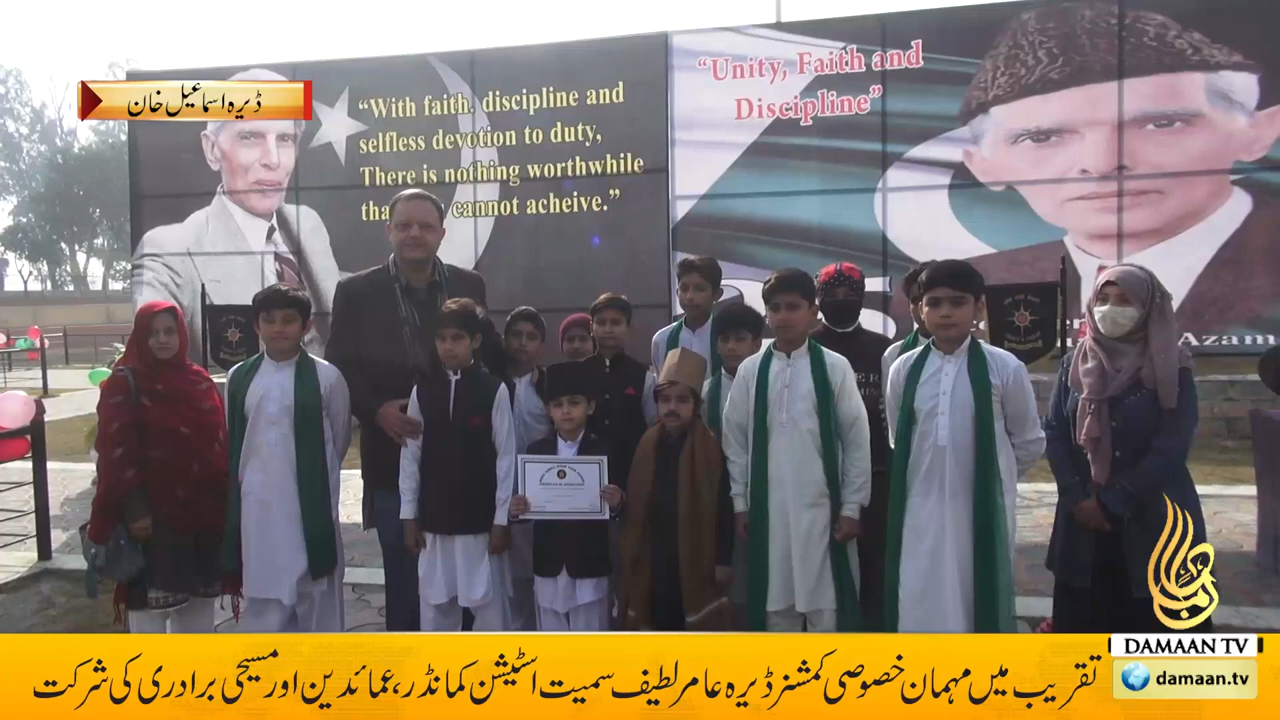 ڈیرہ اسماعیل خان
“With faith, discipline and
selfless devotion to duty,
There is nothing worthwhile
cannot acheive.”
“Unity, Faith and
Discipline”
Azam
تقریب میں مہمان خصوصی کمشنر ڈیرہ عامر لطیف سمیت اسٹیشن کمانڈر، عمائدین اور مسیحی برادری کی شرکت
DAMAAN TV
damaan.tv